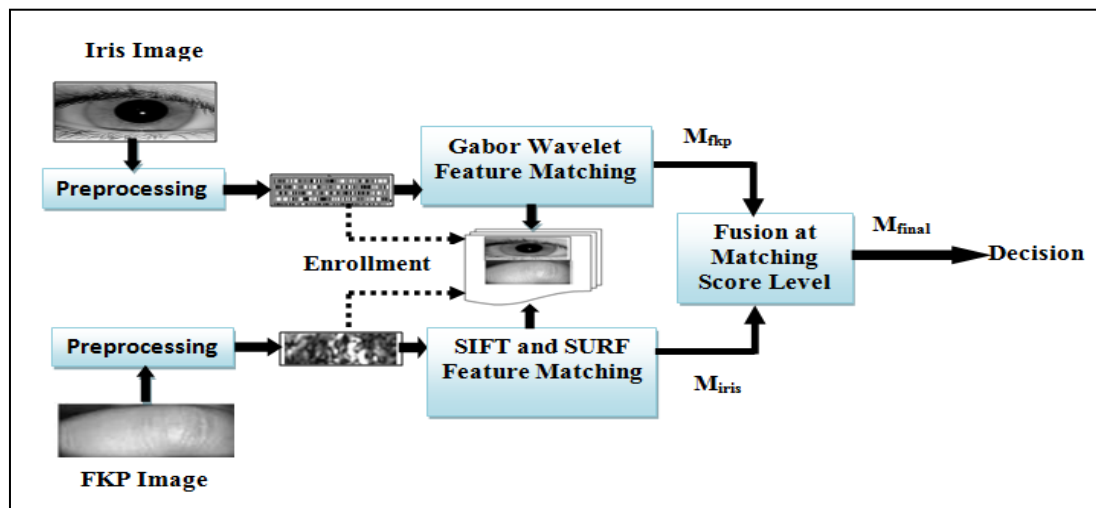 Iris Image
Preprocessing
Gabor Wavelet
Feature Matching
M_fkp
Enrollment
Fusion at
Matching
Score Level
M_final
Decision
Preprocessing
SIFT and SURF
Feature Matching
M_iris
FKP Image